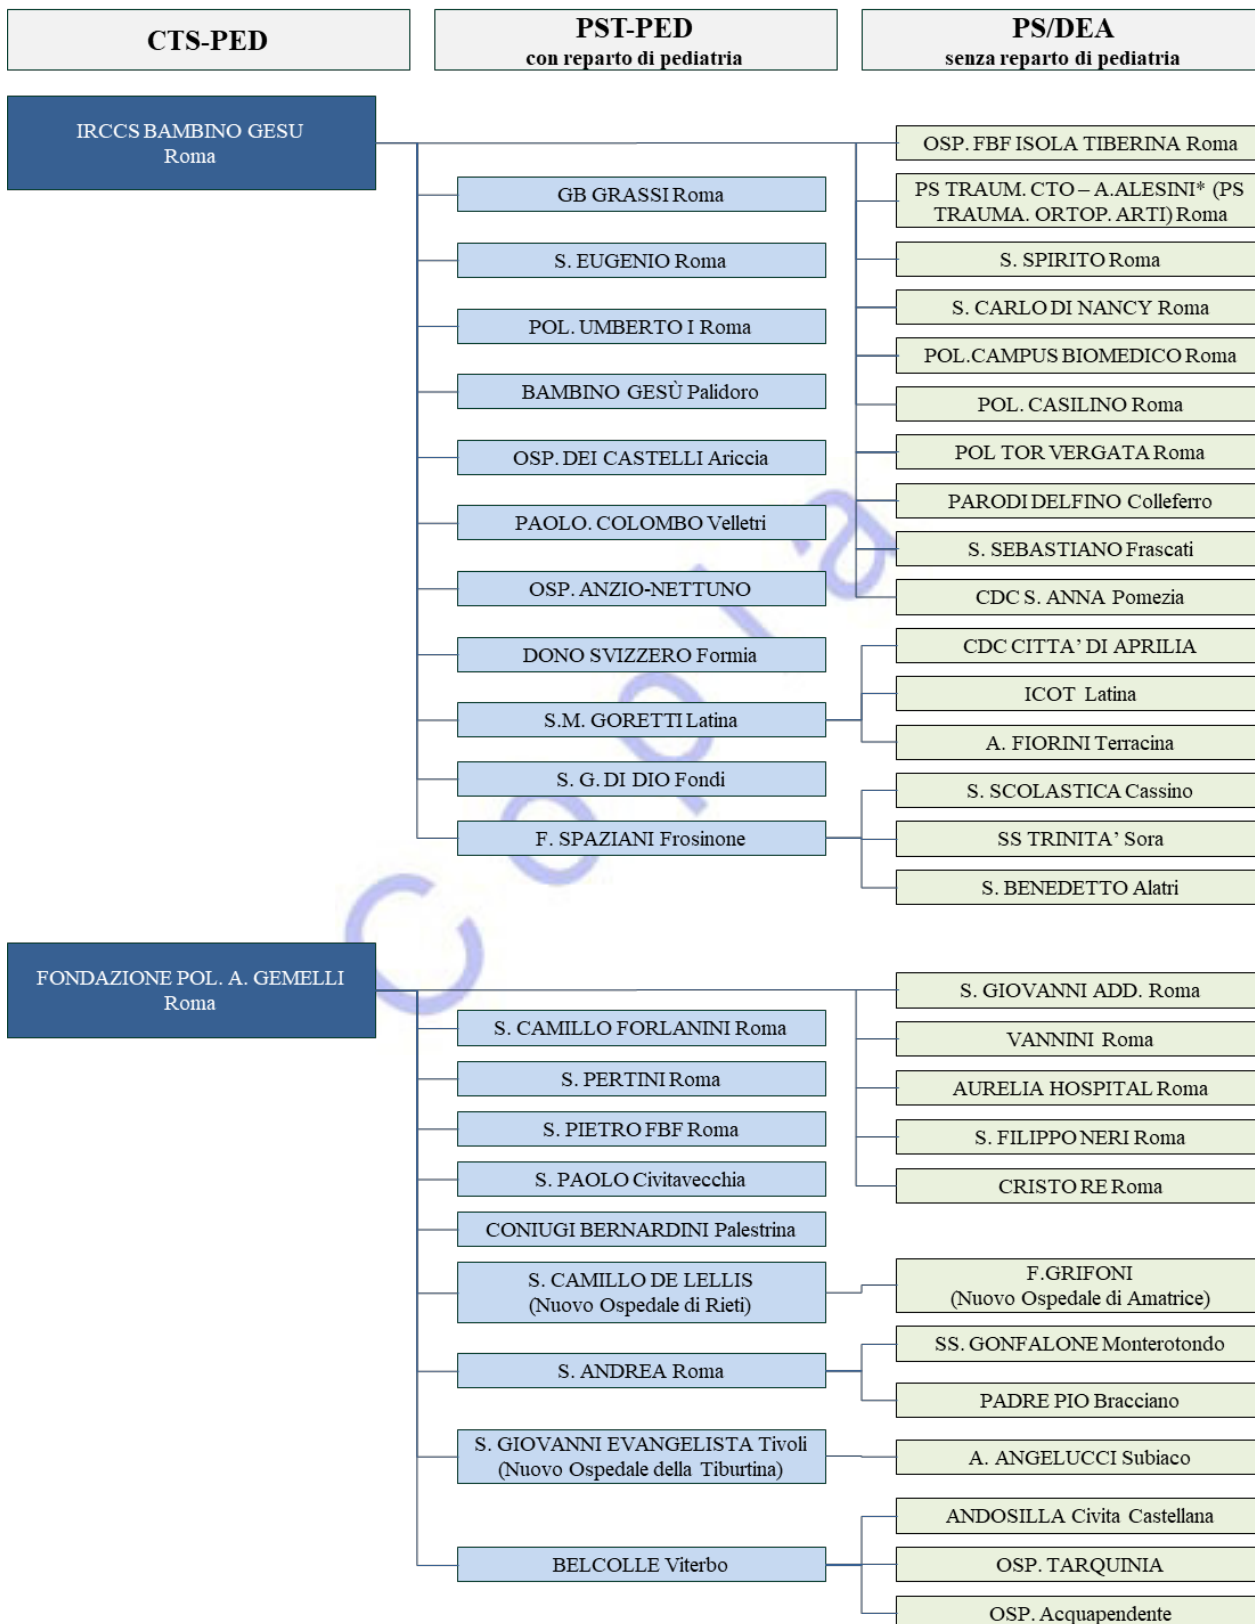 CTS-PED
PST-PED
con reparto di pediatria
PS/DEA
senza reparto di pediatria
IRCCS BAMBINO GESU
Roma
GB GRASSI Roma
S. EUGENIO Roma
POL. UMBERTO I Roma
BAMBINO GESÙ Palidoro
OSP. DEI CASTELLI Ariccia
PAOLO. COLOMBO Velletri
OSP. ANZIO-NETTUNO
DONO SVIZZERO Formia
S.M. GORETTI Latina
S. G. DI DIO Fondi
F. SPAZIANI Frosinone
OSP. FBF ISOLA TIBERINA Roma
PS TRAUM. CTO – A.ALESINI* (PS
TRAUMA. ORTOP. ARTI) Roma
S. SPIRITO Roma
S. CARLO DI NANCY Roma
POL.CAMPUS BIOMEDICO Roma
POL. CASILINO Roma
POL TOR VERGATA Roma
PARODI DELFINO Colleferro
S. SEBASTIANO Frascati
CDC S. ANNA Pomezia
CDC CITTA’ DI APRILIA
ICOT Latina
A. FIORINI Terracina
S. SCOLASTICA Cassino
SS TRINITA’ Sora
S. BENEDETTO Alatri
FONDAZIONE POL. A. GEMELLI
Roma
S. CAMILLO FORLANINI Roma
S. PERTINI Roma
S. PIETRO FBF Roma
S. PAOLO Civitavecchia
CONIUGI BERNARDINI Palestrina
S. CAMILLO DE LELLIS
(Nuovo Ospedale di Rieti)
S. ANDREA Roma
S. GIOVANNI EVANGELISTA Tivoli
(Nuovo Ospedale della Tiburtina)
BELCOLLE Viterbo
S. GIOVANNI ADD. Roma
VANNINI Roma
AURELIA HOSPITAL Roma
S. FILIPPO NERI Roma
CRISTO RE Roma
F.GRIFONI
(Nuovo Ospedale di Amatrice)
SS. GONFALONE Monterotondo
PADRE PIO Bracciano
A. ANGELUCCI Subiaco
ANDOSILLA Civita Castellana
OSP. TARQUINIA
OSP. Acquapendente
Copia